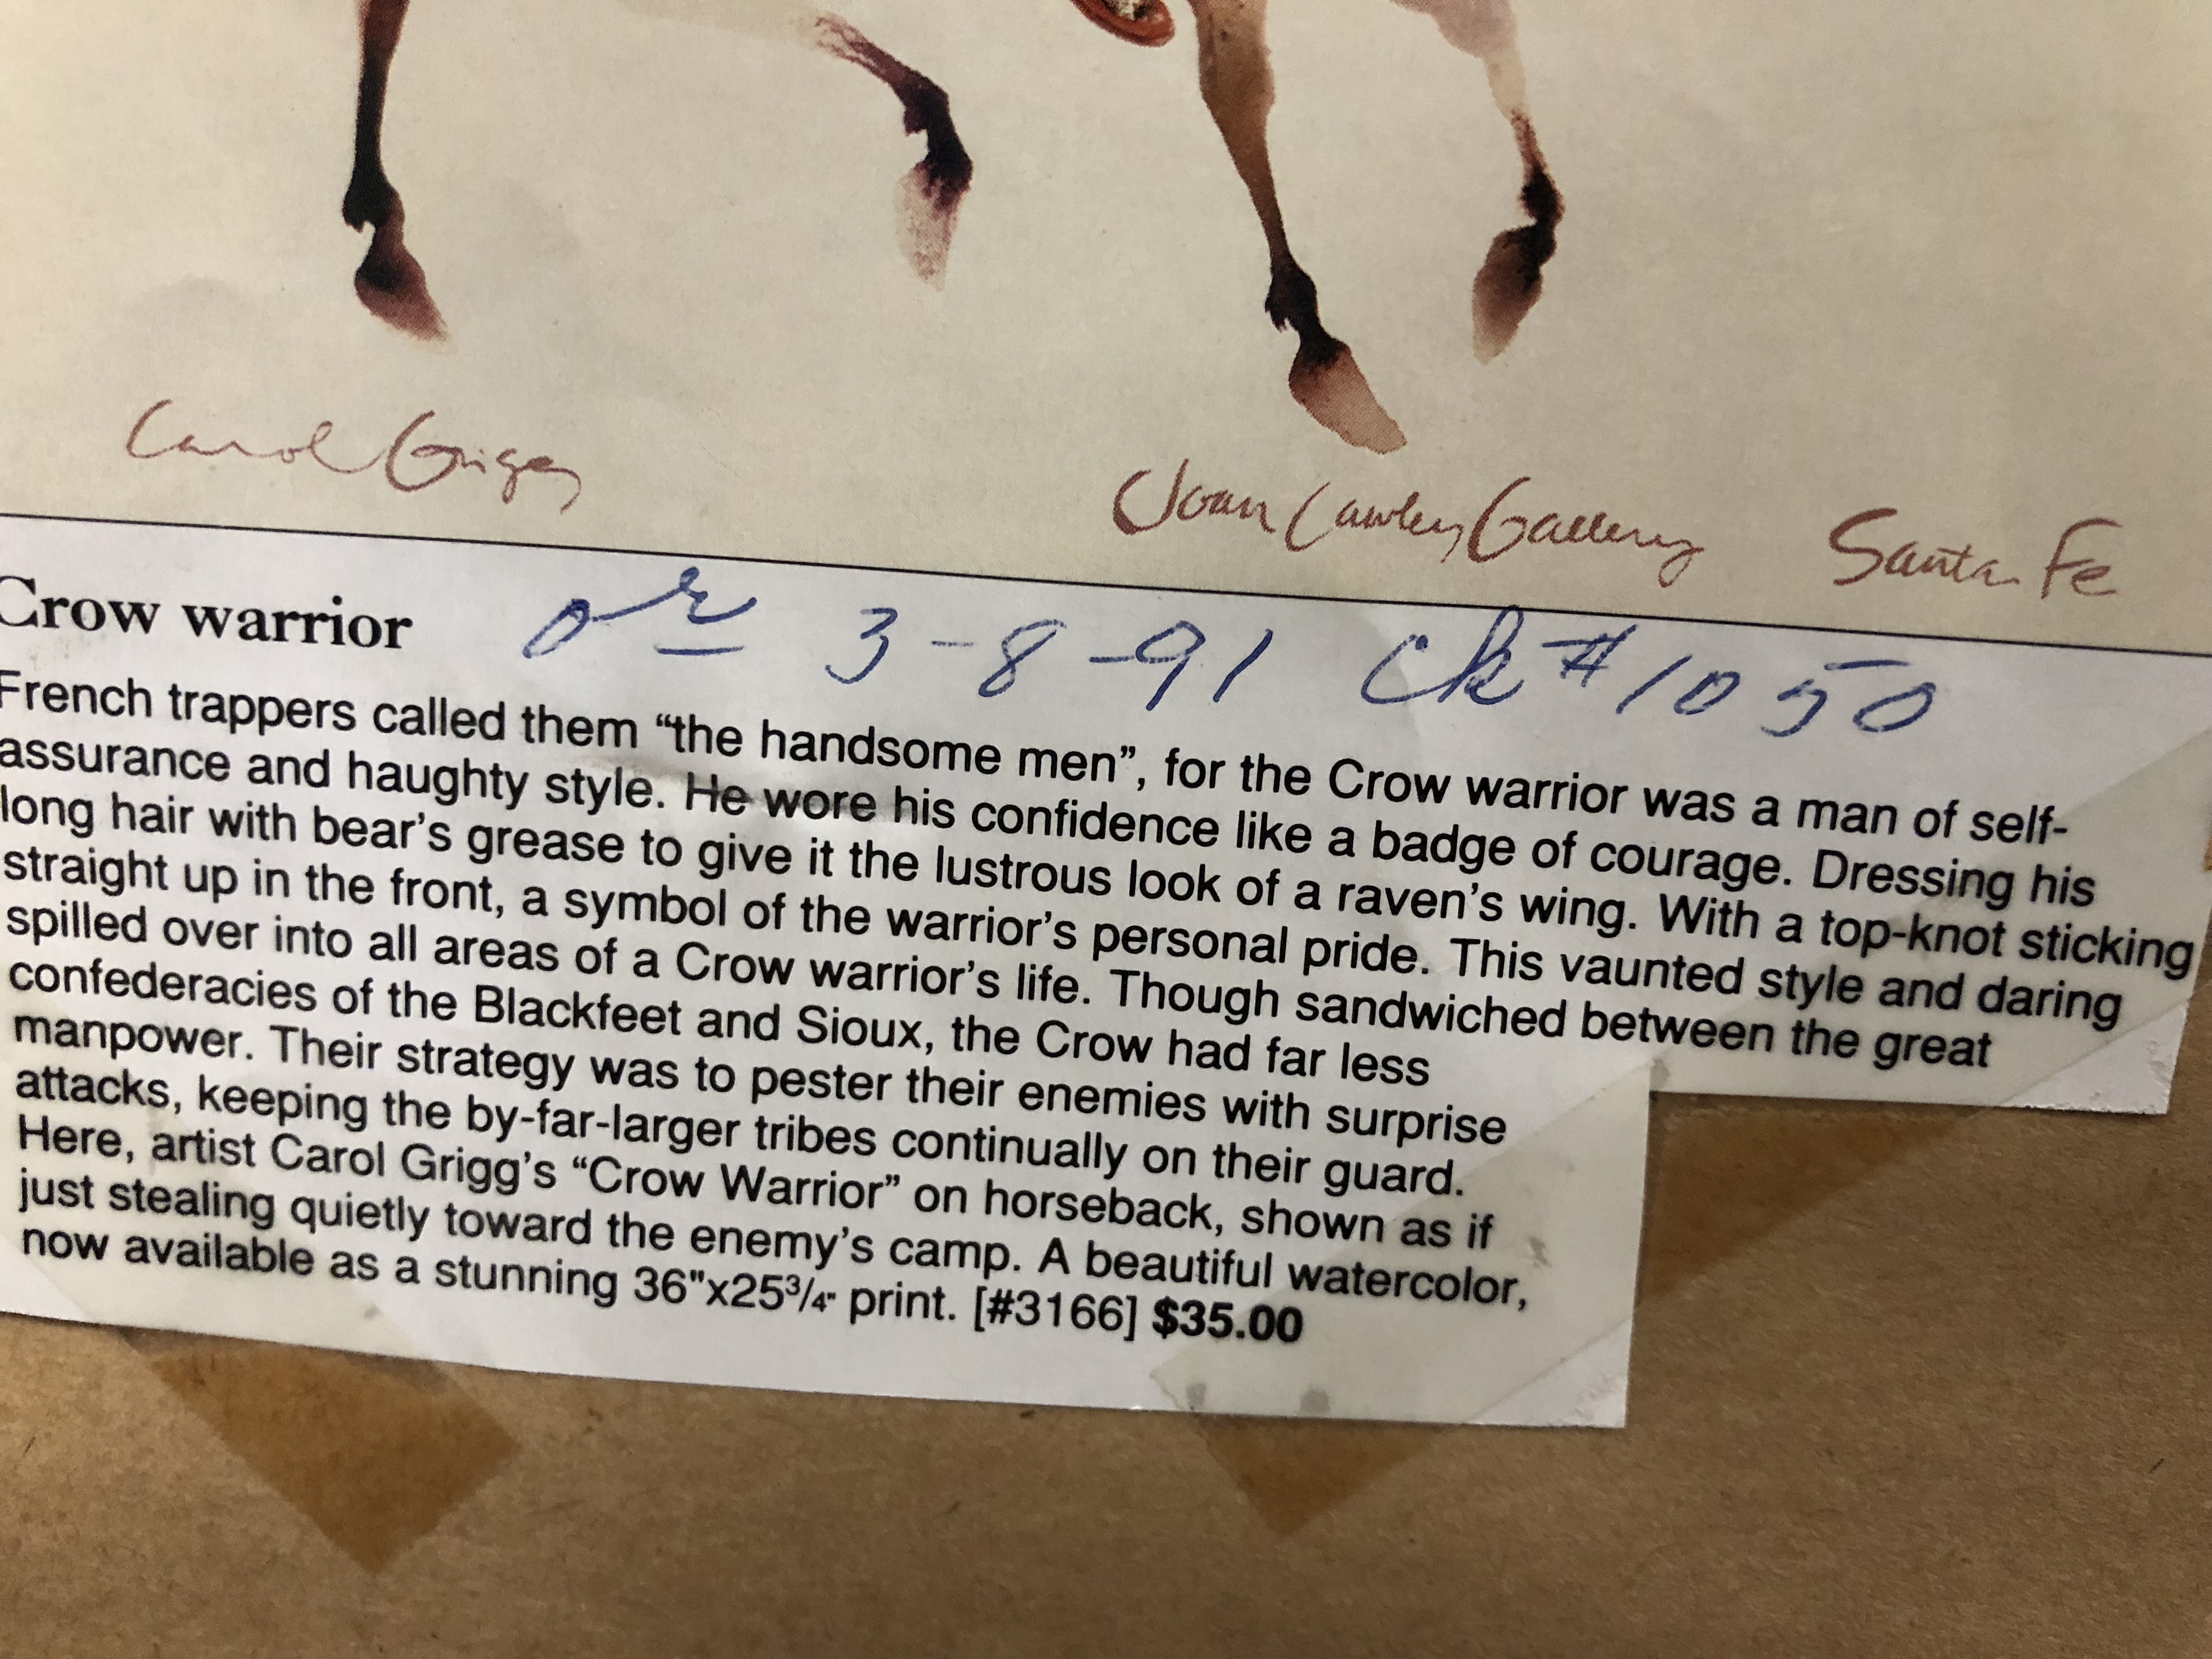 Carol Grigg
Joan Cawley Gallery Santa Fe
Crow warrior or 3-8-91 ck#1050
French trappers called them “the handsome men”, for the Crow warrior was a man of self-
assurance and haughty style. He wore his confidence like a badge of courage. Dressing his
long hair with bear’s grease to give it the lustrous look of a raven’s wing. With a top-knot sticking
straight up in the front, a symbol of the warrior’s personal pride. This vaunted style and daring
spilled over into all areas of a Crow warrior’s life. Though sandwiched between the great
confederacies of the Blackfeet and Sioux, the Crow had far less
manpower. Their strategy was to pester their enemies with surprise
attacks, keeping the by-far-larger tribes continually on their guard.
Here, artist Carol Grigg’s “Crow Warrior” on horseback, shown as if
just stealing quietly toward the enemy’s camp. A beautiful watercolor,
now available as a stunning 36"x25³/₄" print. [#3166] $35.00